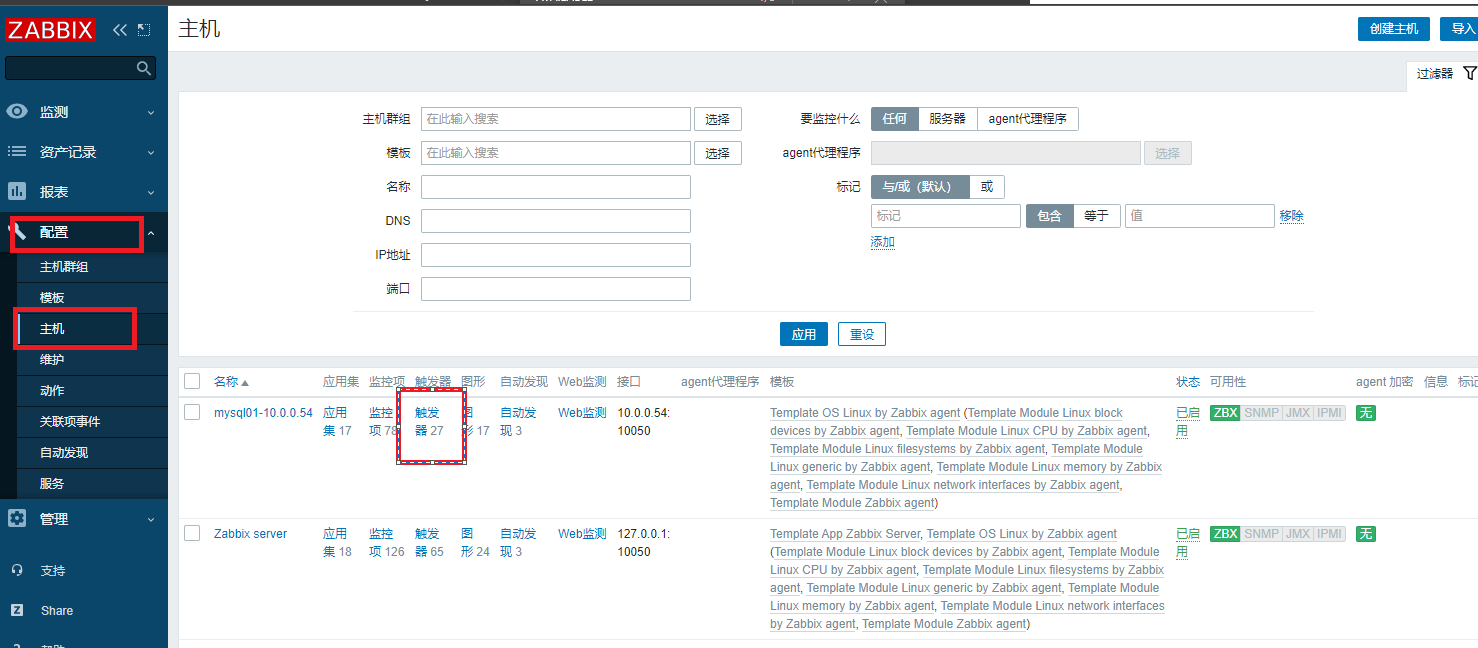 ZABBIX
主机
创建主机
导入
过滤器
监测
资产记录
报表
配置
主机群组
模板
主机
维护
动作
关联项事件
自动发现
服务
管理
支持
Share
主机群组 在此输入搜索 选择
模板 在此输入搜索 选择
名称
DNS
IP地址
端口
要监控什么 任何 服务器 agent代理程序
agent代理程序 选择
标记 与/或（默认） 或
标记 包含 等于 值 移除
添加
应用 重设
名称 应用集 监控项 触发器 图形 自动发现 Web监测 接口 agent代理程序 模板 状态 可用性 agent 加密 信息 标记
mysql01-10.0.0.54
应用
集 17
监控
项 78
触发
器 27
图
形 17
自动发
现 3
Web监测
10.0.0.54:
10050
Template OS Linux by Zabbix agent (Template Module Linux block
devices by Zabbix agent, Template Module Linux CPU by Zabbix agent,
Template Module Linux filesystems by Zabbix agent, Template Module
Linux generic by Zabbix agent, Template Module Linux memory by Zabbix
agent, Template Module Linux network interfaces by Zabbix agent,
Template Module Zabbix agent)
已启
用
ZBX SNMP JMX IPMI
无
Zabbix server
应用
集 18
监控
项 126
触发
器 65
图
形 24
自动发
现 3
Web监测
127.0.0.1:
10050
Template App Zabbix Server, Template OS Linux by Zabbix agent
(Template Module Linux block devices by Zabbix agent, Template Module
Linux CPU by Zabbix agent, Template Module Linux filesystems by Zabbix
agent, Template Module Linux generic by Zabbix agent, Template Module
Linux memory by Zabbix agent, Template Module Linux network interfaces
by Zabbix agent, Template Module Zabbix agent)
已启
用
ZBX SNMP JMX IPMI
无